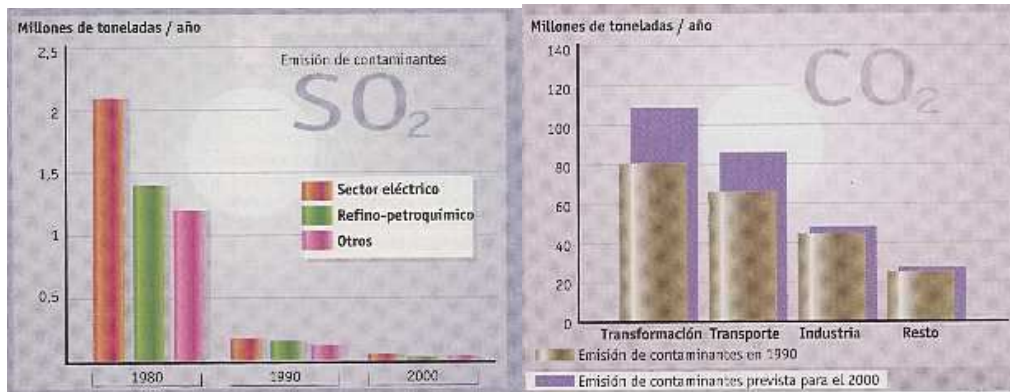 Millones de toneladas / año
2,5
2
1,5
1
0,5
Emisión de contaminantes
SO2
Sector eléctrico
Refino-petroquímico
Otros
1980
1990
2000
Millones de toneladas / año
140
120
100
80
60
40
20
0
CO2
Transformación Transporte Industria Resto
Emisión de contaminantes en 1990
Emisión de contaminantes prevista para el 2000